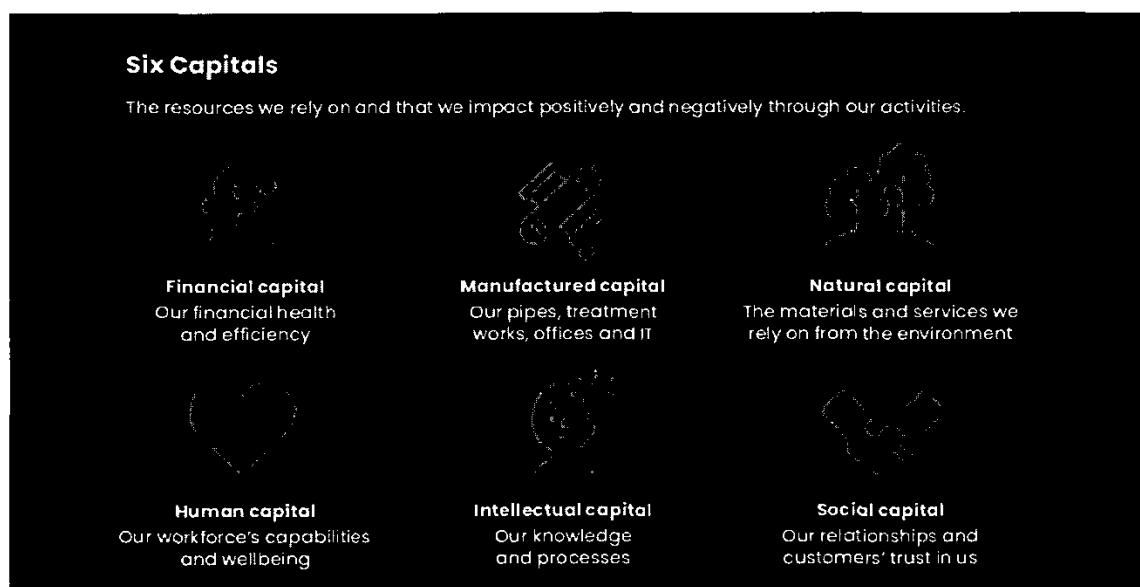 Six Capitals
The resources we rely on and that we impact positively and negatively through our activities.
Financial capital
Our financial health
and efficiency
Manufactured capital
Our pipes, treatment
works, offices and IT
Natural capital
The materials and services we
rely on from the environment
Human capital
Our workforce's capabilities
and wellbeing
Intellectual capital
Our knowledge
and processes
Social capital
Our relationships and
customers' trust in us